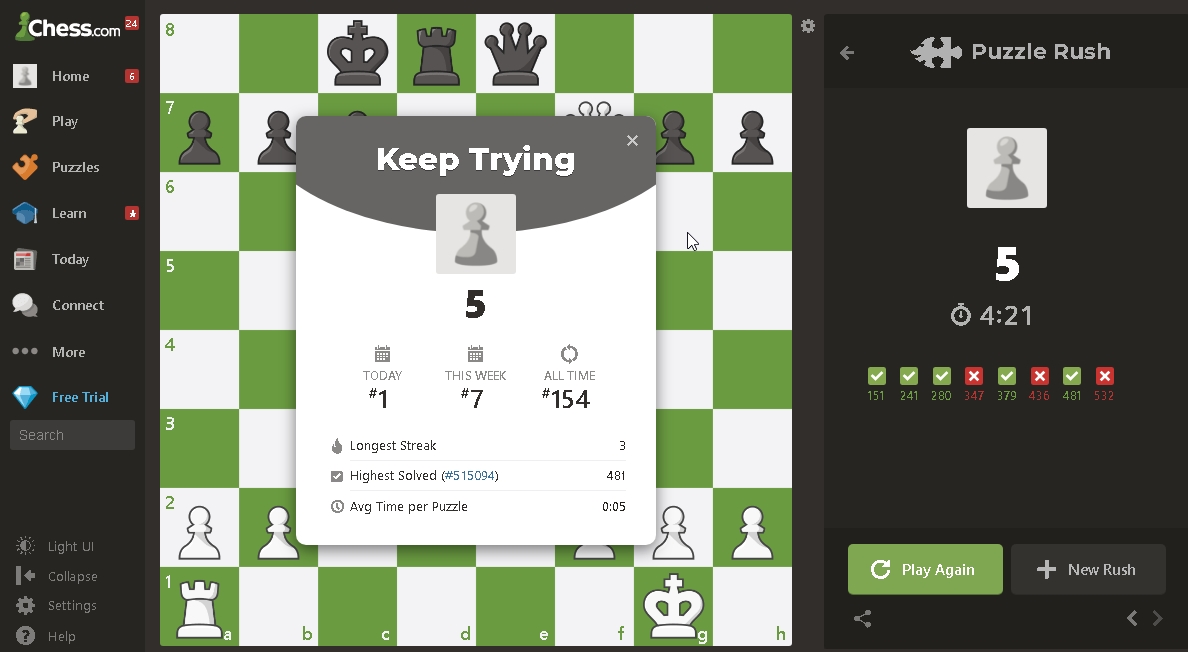 Chess.com
24
Home
6
Play
Puzzles
Learn
Today
Connect
More
Free Trial
Search
Light UI
Collapse
Settings
Help
8
7
6
5
4
3
2
1
a
b
c
d
e
f
g
h
Keep Trying
5
TODAY
#1
THIS WEEK
#7
ALL TIME
#154
Longest Streak 3
Highest Solved (#515094) 481
Avg Time per Puzzle 0:05
Puzzle Rush
5
4:21
151 241 280 347 379 436 481 532
Play Again
New Rush